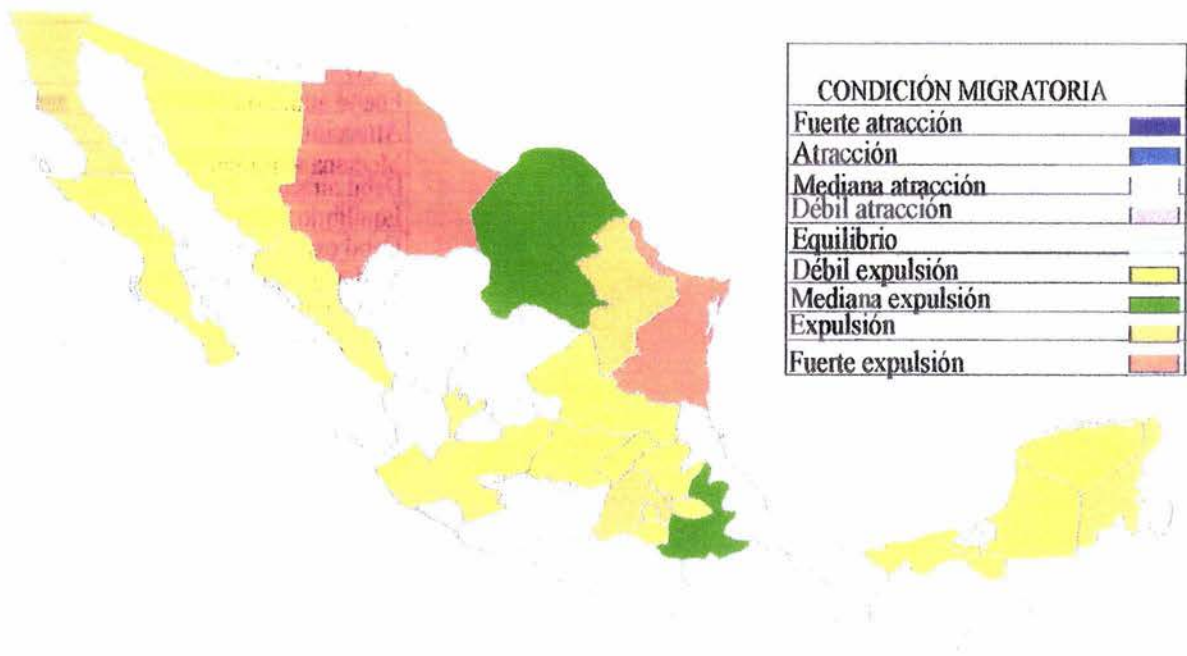 CONDICIÓN MIGRATORIA
Fuerte atracción
Atracción
Mediana atracción
Débil atracción
Equilibrio
Débil expulsión
Mediana expulsión
Expulsión
Fuerte expulsión